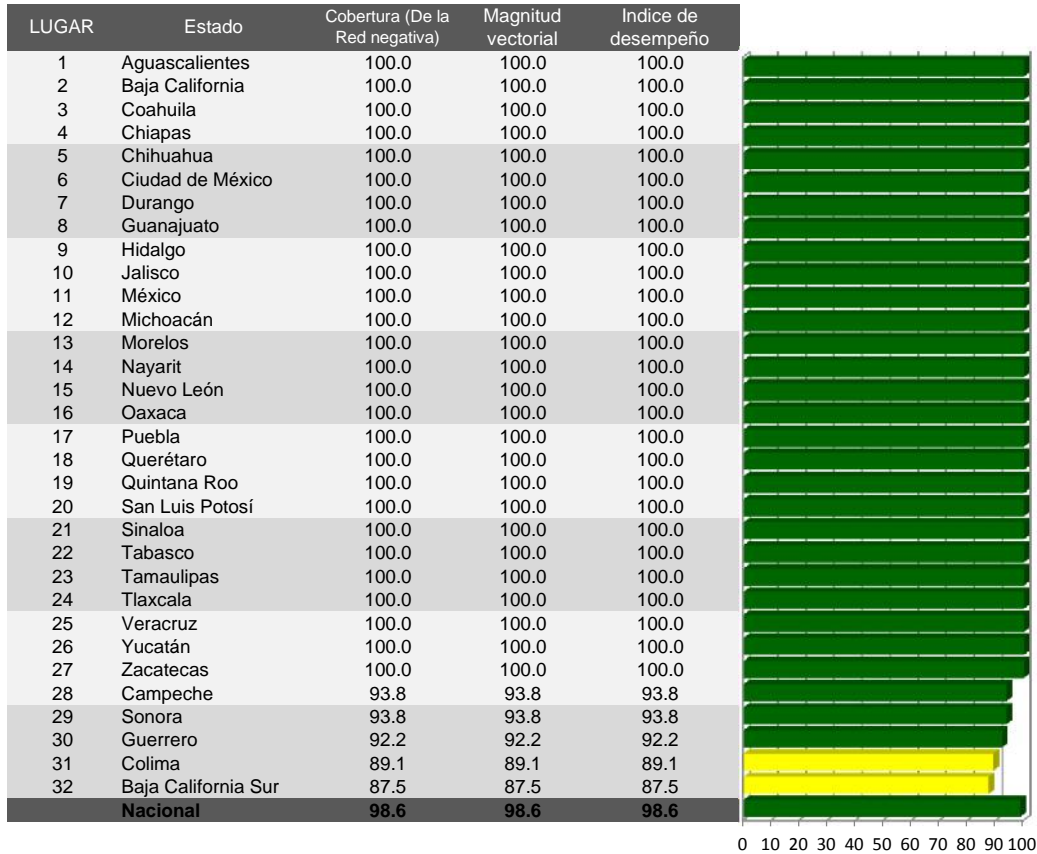 LUGAR Estado Cobertura (De la Red negativa) Magnitud vectorial Indice de desempeño
1 Aguascalientes 100.0 100.0 100.0
2 Baja California 100.0 100.0 100.0
3 Coahuila 100.0 100.0 100.0
4 Chiapas 100.0 100.0 100.0
5 Chihuahua 100.0 100.0 100.0
6 Ciudad de México 100.0 100.0 100.0
7 Durango 100.0 100.0 100.0
8 Guanajuato 100.0 100.0 100.0
9 Hidalgo 100.0 100.0 100.0
10 Jalisco 100.0 100.0 100.0
11 México 100.0 100.0 100.0
12 Michoacán 100.0 100.0 100.0
13 Morelos 100.0 100.0 100.0
14 Nayarit 100.0 100.0 100.0
15 Nuevo León 100.0 100.0 100.0
16 Oaxaca 100.0 100.0 100.0
17 Puebla 100.0 100.0 100.0
18 Querétaro 100.0 100.0 100.0
19 Quintana Roo 100.0 100.0 100.0
20 San Luis Potosí 100.0 100.0 100.0
21 Sinaloa 100.0 100.0 100.0
22 Tabasco 100.0 100.0 100.0
23 Tamaulipas 100.0 100.0 100.0
24 Tlaxcala 100.0 100.0 100.0
25 Veracruz 100.0 100.0 100.0
26 Yucatán 100.0 100.0 100.0
27 Zacatecas 100.0 100.0 100.0
28 Campeche 93.8 93.8 93.8
29 Sonora 93.8 93.8 93.8
30 Guerrero 92.2 92.2 92.2
31 Colima 89.1 89.1 89.1
32 Baja California Sur 87.5 87.5 87.5
Nacional 98.6 98.6 98.6
0 10 20 30 40 50 60 70 80 90 100